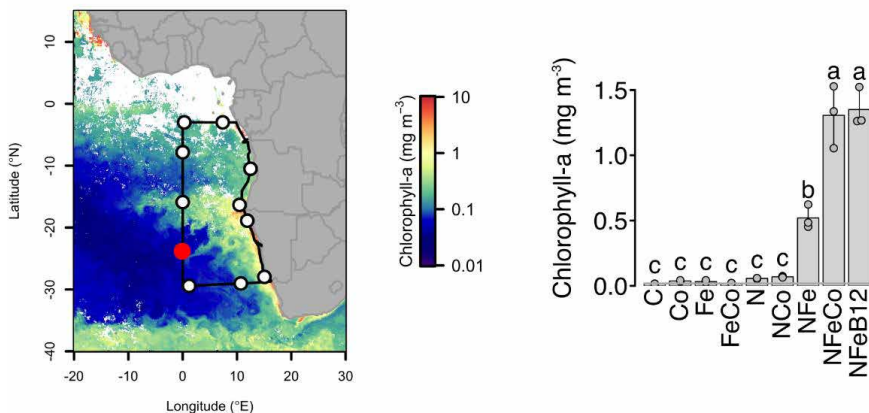 10
0
-10
-20
-30
-40
Latitude (°N)
-20
-10
0
10
20
30
Longitude (°E)
10
1
0.1
0.01
Chlorophyll-a (mg m⁻³)
Chlorophyll-a (mg m⁻³)
1.5
1.0
0.5
0.0
c c c c c c b a a
C
Co
Fe
FeCo
N
NCo
NFe
NFeCo
NFeB12